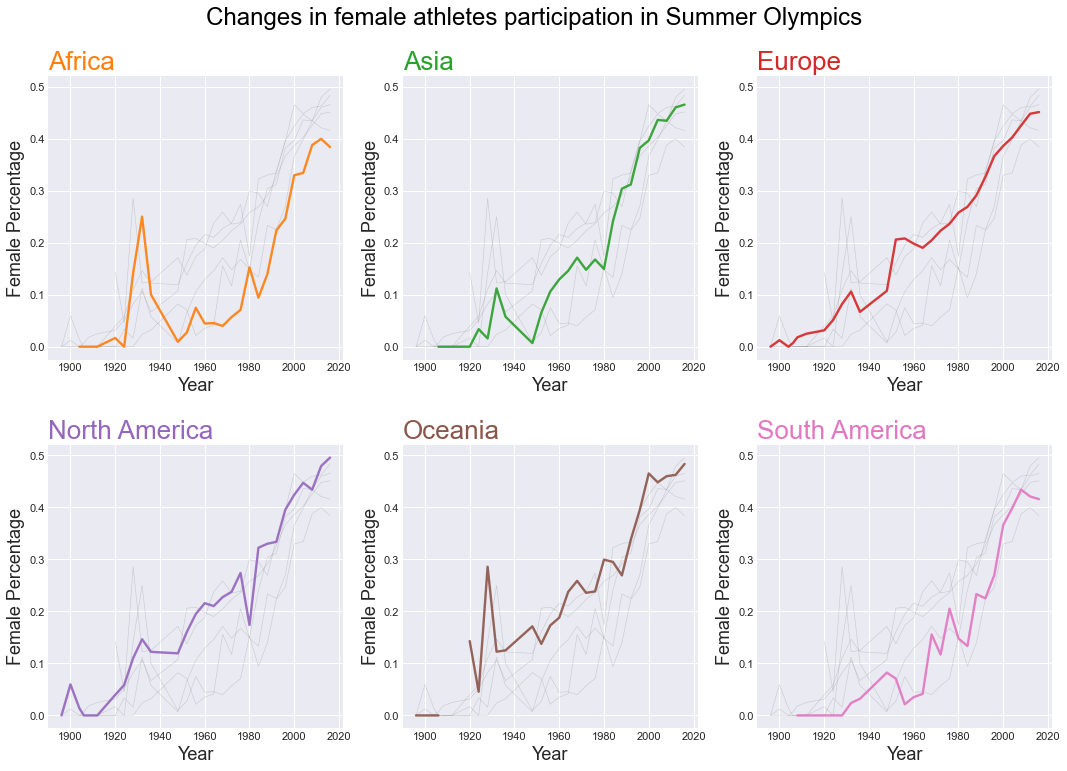 Changes in female athletes participation in Summer Olympics
Africa
Asia
Europe
0.5
0.4
0.3
0.2
0.1
0.0
Female Percentage
1900 1920 1940 1960 1980 2000 2020
Year
0.5
0.4
0.3
0.2
0.1
0.0
Female Percentage
1900 1920 1940 1960 1980 2000 2020
Year
0.5
0.4
0.3
0.2
0.1
0.0
Female Percentage
1900 1920 1940 1960 1980 2000 2020
Year
North America
Oceania
South America
0.5
0.4
0.3
0.2
0.1
0.0
Female Percentage
1900 1920 1940 1960 1980 2000 2020
Year
0.5
0.4
0.3
0.2
0.1
0.0
Female Percentage
1900 1920 1940 1960 1980 2000 2020
Year
0.5
0.4
0.3
0.2
0.1
0.0
Female Percentage
1900 1920 1940 1960 1980 2000 2020
Year